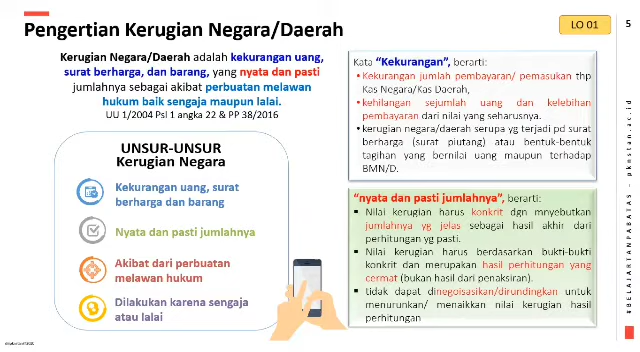 Pengertian Kerugian Negara/Daerah
LO 01
5
Kerugian Negara/Daerah adalah kekurangan uang,
surat berharga, dan barang, yang nyata dan pasti
jumlahnya sebagai akibat perbuatan melawan
hukum baik sengaja maupun lalai.
UU 1/2004 Psl 1 angka 22 & PP 38/2016
UNSUR-UNSUR
Kerugian Negara
Kekurangan uang, surat
berharga dan barang
Nyata dan pasti jumlahnya
Akibat dari perbuatan
melawan hukum
Dilakukan karena sengaja
atau lalai
Kata “Kekurangan”, berarti:
•Kekurangan jumlah pembayaran/ pemasukan thp
Kas Negara/Kas Daerah,
•kehilangan sejumlah uang dan kelebihan
pembayaran dari nilai yang seharusnya.
•kerugian negara/daerah serupa yg terjadi pd surat
berharga (surat piutang) atau bentuk-bentuk
tagihan yang bernilai uang maupun terhadap
BMN/D.
“nyata dan pasti jumlahnya”, berarti:
▪ Nilai kerugian harus konkrit dgn mnyebutkan
jumlahnya yg jelas sebagai hasil akhir dari
perhitungan yg pasti.
▪ Nilai kerugian harus berdasarkan bukti-bukti
konkrit dan merupakan hasil perhitungan yang
cermat (bukan hasil dari penaksiran).
▪ tidak dapat dinegoisasikan/dirundingkan untuk
menurunkan/ menaikkan nilai kerugian hasil
perhitungan